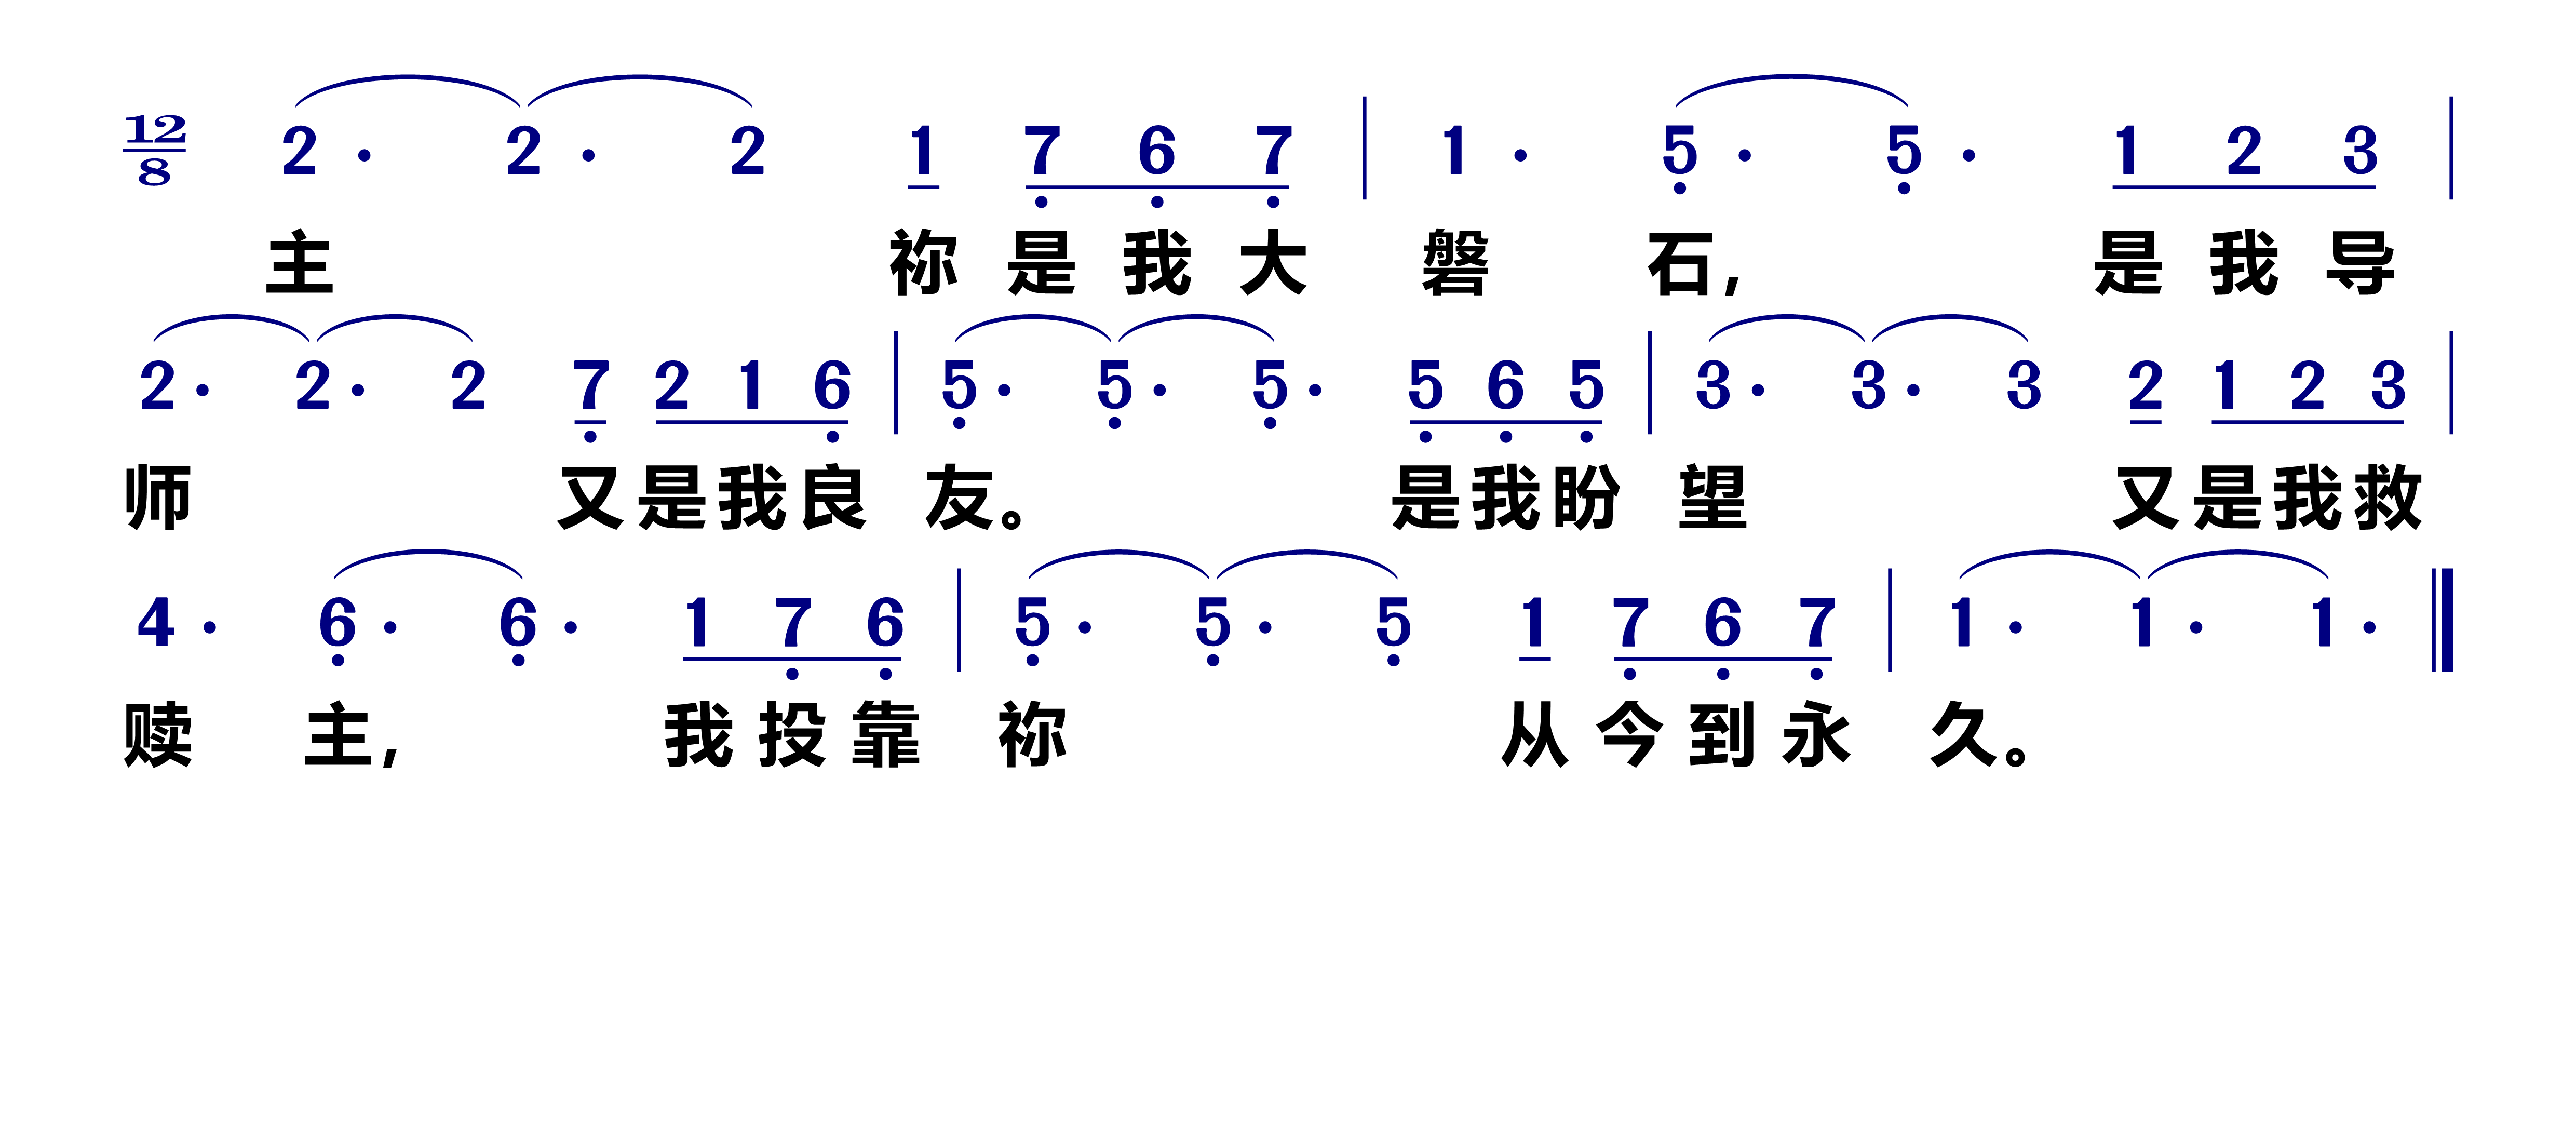 12/8 2· 2· 2 1 7 6 7 | 1· 5· 5· 1 2 3 |
主 祢 是 我 大 磐 石, 是 我 导
2· 2· 2 7 2 1 6 | 5· 5· 5· 5 6 5 | 3· 3· 3 2 1 2 3 |
师 又 是 我 良 友。 是 我 盼 望 又 是 我 救
4· 6· 6· 1 7 6 | 5· 5· 5 1 7 6 7 | 1· 1· 1· ‖
赎 主, 我 投 靠 祢 从 今 到 永 久。